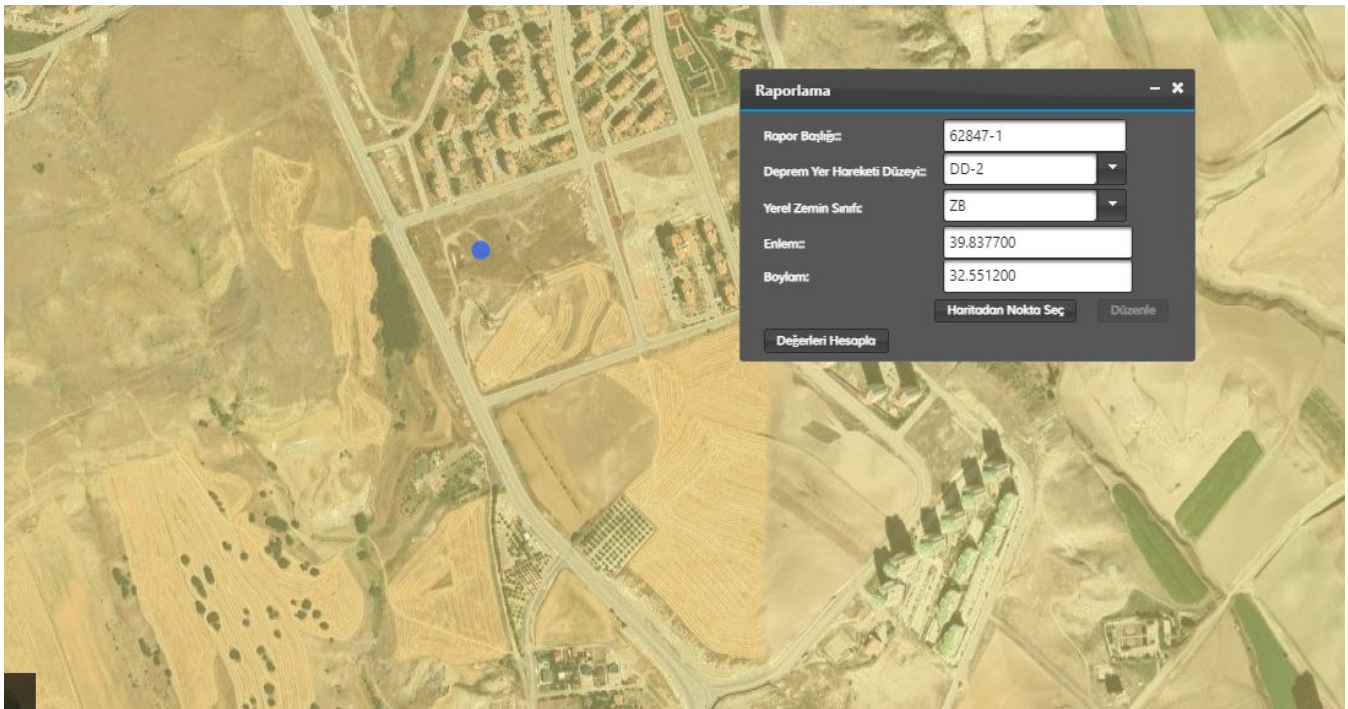 Raporlama
Rapor Başlığı::
62847-1
Deprem Yer Hareketi Düzeyi::
DD-2
Yerel Zemin Sınıfı:
ZB
Enlem::
39.837700
Boylam:
32.551200
Haritadan Nokta Seç
Düzenle
Değerleri Hesapla